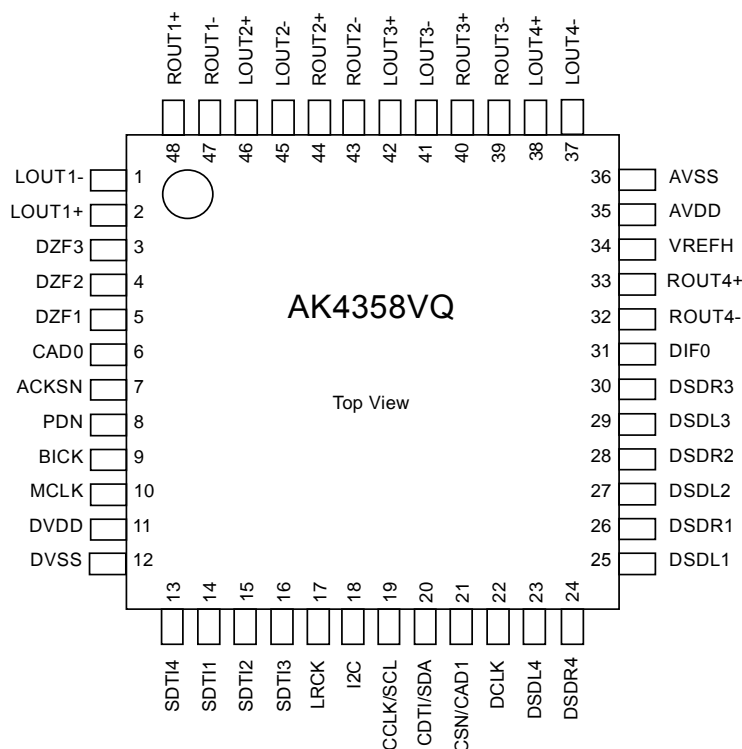 ROUT1+ ROUT1- LOUT2+ LOUT2- ROUT2+ ROUT2- LOUT3+ LOUT3- ROUT3+ ROUT3- LOUT4+ LOUT4-
48 47 46 45 44 43 42 41 40 39 38 37
LOUT1- 1 36 AVSS
LOUT1+ 2 35 AVDD
DZF3 3 34 VREFH
DZF2 4 33 ROUT4+
DZF1 5 32 ROUT4-
AK4358VQ
CAD0 6 31 DIF0
ACKSN 7 30 DSDR3
Top View
PDN 8 29 DSDL3
BICK 9 28 DSDR2
MCLK 10 27 DSDL2
DVDD 11 26 DSDR1
DVSS 12 25 DSDL1
13 14 15 16 17 18 19 20 21 22 23 24
SDTI4 SDTI1 SDTI2 SDTI3 LRCK I2C CCLK/SCL CDTI/SDA CSN/CAD1 DCLK DSDL4 DSDR4